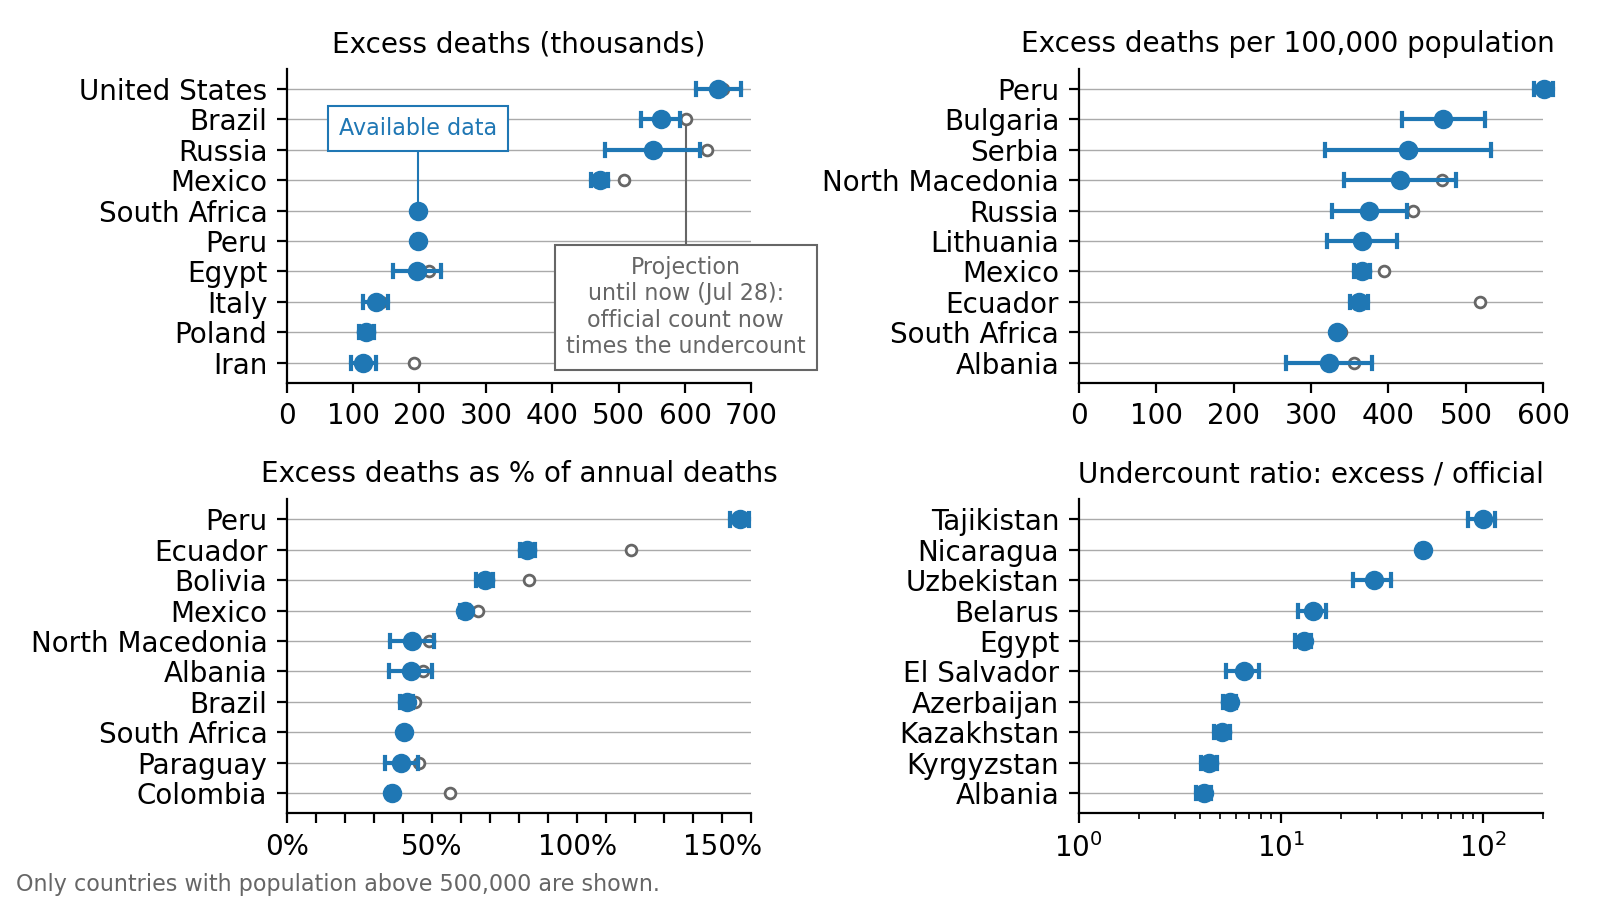 Excess deaths (thousands)
United States
Brazil
Russia
Mexico
South Africa
Peru
Egypt
Italy
Poland
Iran
Available data
Projection
until now (Jul 28):
official count now
times the undercount
0 100 200 300 400 500 600 700
Excess deaths per 100,000 population
Peru
Bulgaria
Serbia
North Macedonia
Russia
Lithuania
Mexico
Ecuador
South Africa
Albania
0 100 200 300 400 500 600
Excess deaths as % of annual deaths
Peru
Ecuador
Bolivia
Mexico
North Macedonia
Albania
Brazil
South Africa
Paraguay
Colombia
0% 50% 100% 150%
Undercount ratio: excess / official
Tajikistan
Nicaragua
Uzbekistan
Belarus
Egypt
El Salvador
Azerbaijan
Kazakhstan
Kyrgyzstan
Albania
10⁰ 10¹ 10²
Only countries with population above 500,000 are shown.